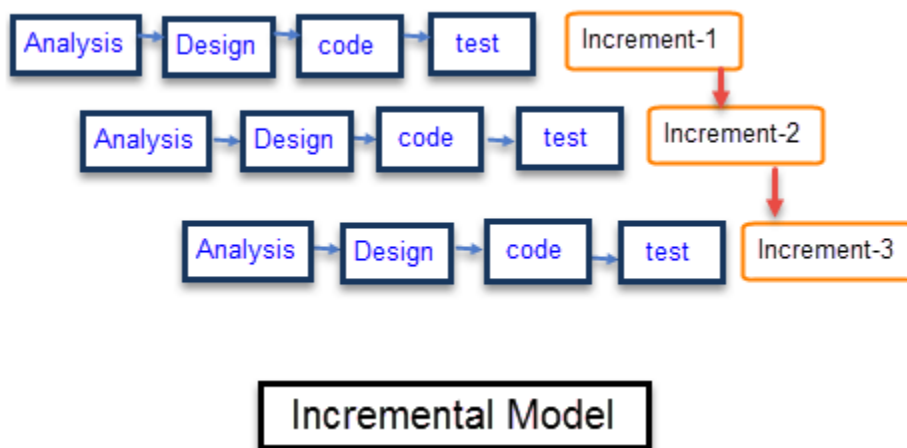 Analysis Design code test Increment-1
Analysis Design code test Increment-2
Analysis Design code test Increment-3
Incremental Model